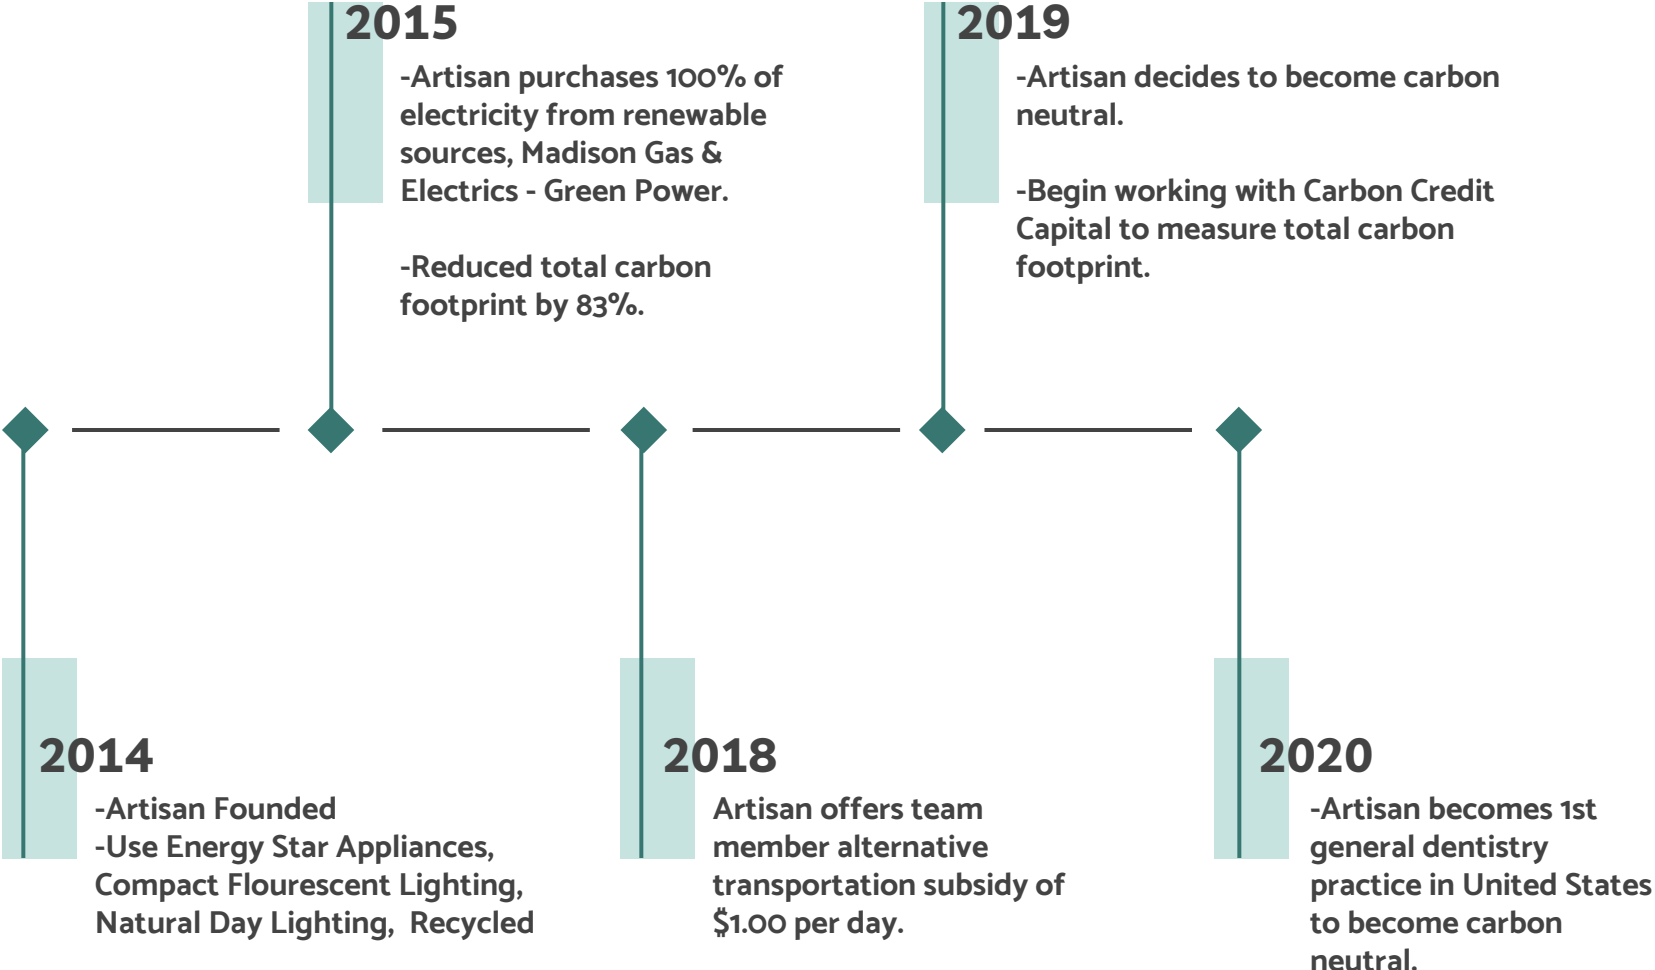 2015
-Artisan purchases 100% of
electricity from renewable
sources, Madison Gas &
Electrics - Green Power.
-Reduced total carbon
footprint by 83%.
2019
-Artisan decides to become carbon
neutral.
-Begin working with Carbon Credit
Capital to measure total carbon
footprint.
2014
-Artisan Founded
-Use Energy Star Appliances,
Compact Flourescent Lighting,
Natural Day Lighting, Recycled
2018
Artisan offers team
member alternative
transportation subsidy of
$1.00 per day.
2020
-Artisan becomes 1st
general dentistry
practice in United States
to become carbon
neutral.